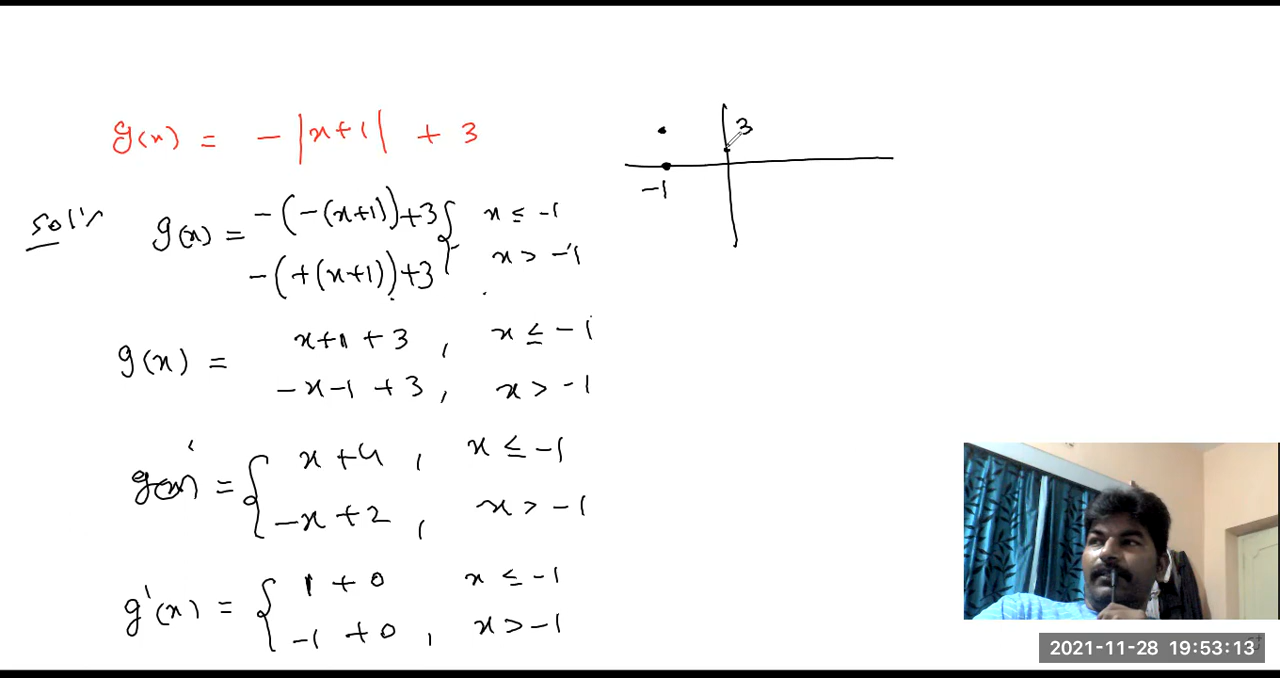 g(x) = -|x+1| + 3
3
-1
Sol'n g(x) = -(-(x+1))+3 } x ≤ -1
-(+(x+1))+3 x > -1
g(x) = x+1+3 , x ≤ -1
-x-1+3 , x > -1
g(x) = { x+4 , x ≤ -1
-x+2 , x > -1
g'(x) = { 1+0 x ≤ -1
-1+0 , x > -1
2021-11-28 19:53:13